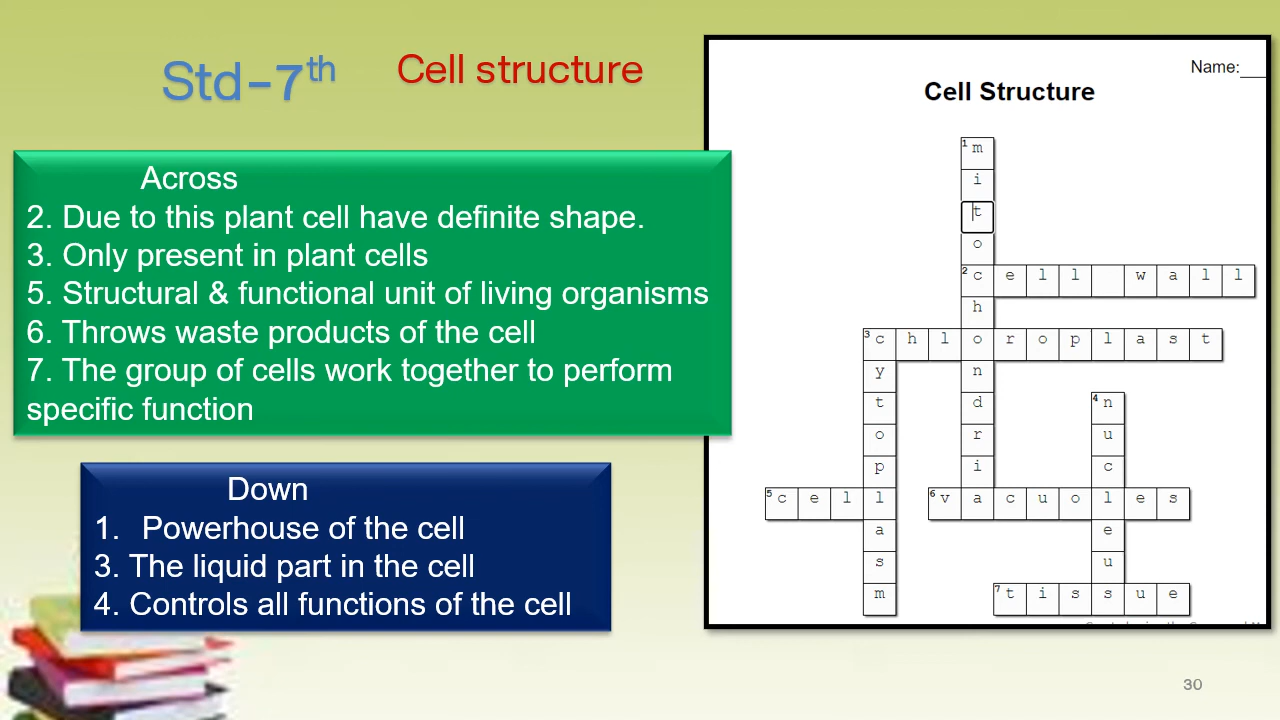 Std-7th
Cell structure
Across
2. Due to this plant cell have definite shape.
3. Only present in plant cells
5. Structural & functional unit of living organisms
6. Throws waste products of the cell
7. The group of cells work together to perform
specific function
Down
1. Powerhouse of the cell
3. The liquid part in the cell
4. Controls all functions of the cell
Name:___
Cell Structure
1 m
i
t
o
2 c e l l   w a l l
h
3 c h l o r o p l a s t
y n
t d 4 n
o r u
p i c
5 c e l l 6 v a c u o l e s
a e
s u
m 7 t i s s u e
30